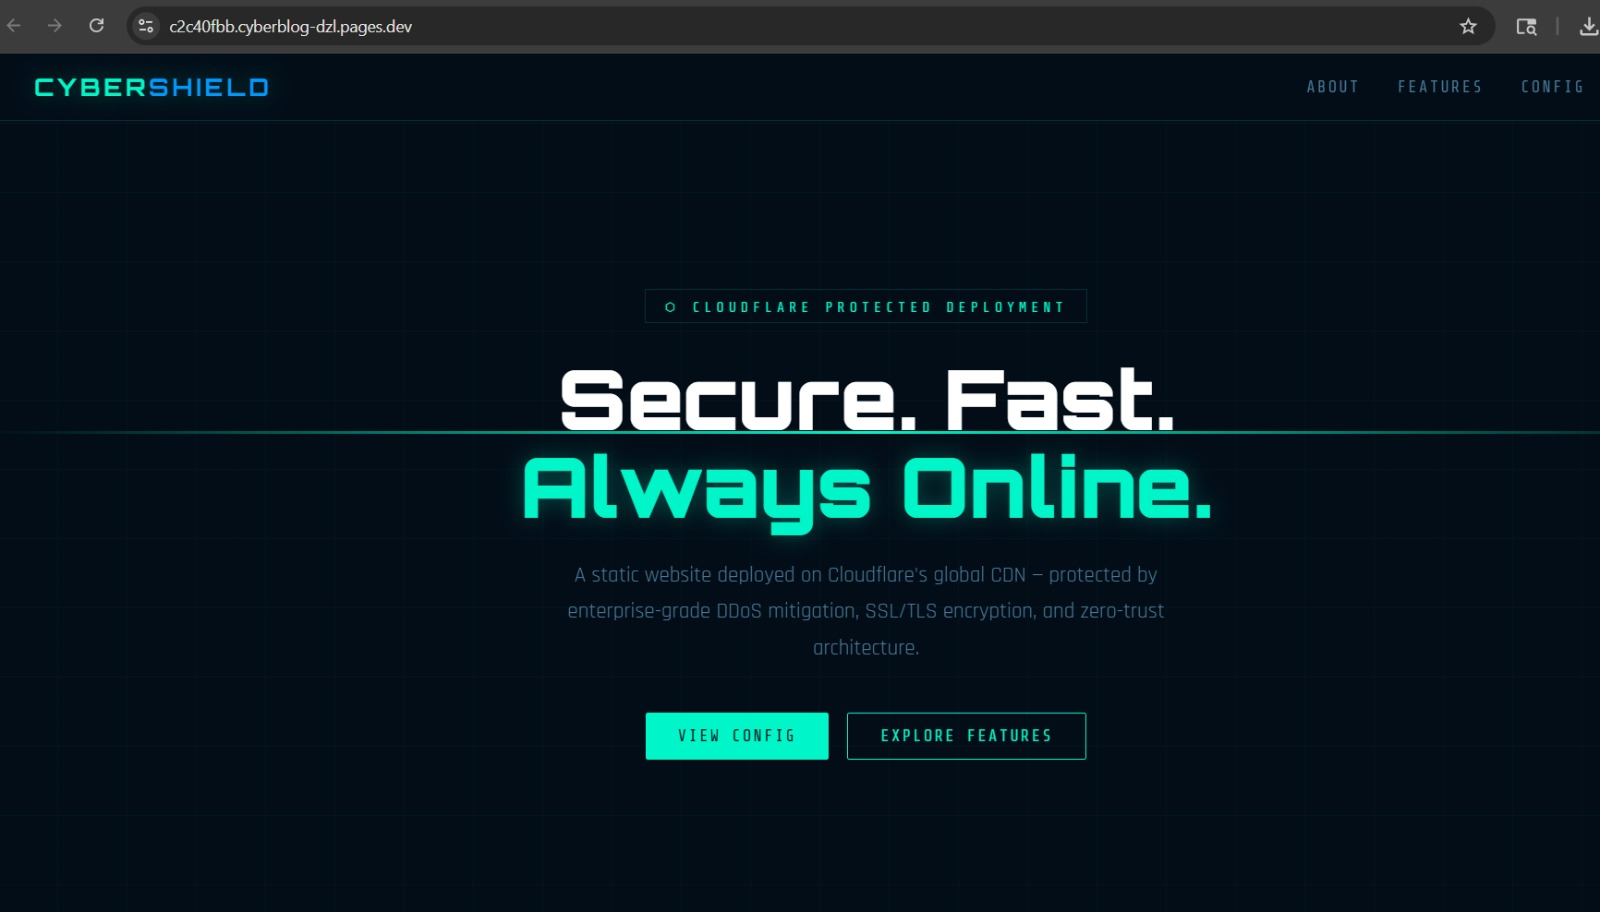 c2c40fbb.cyberblog-dzl.pages.dev
CYBERSHIELD
ABOUT FEATURES CONFIG
CLOUDFLARE PROTECTED DEPLOYMENT
Secure. Fast.
Always Online.
A static website deployed on Cloudflare's global CDN — protected by
enterprise-grade DDoS mitigation, SSL/TLS encryption, and zero-trust
architecture.
VIEW CONFIG EXPLORE FEATURES